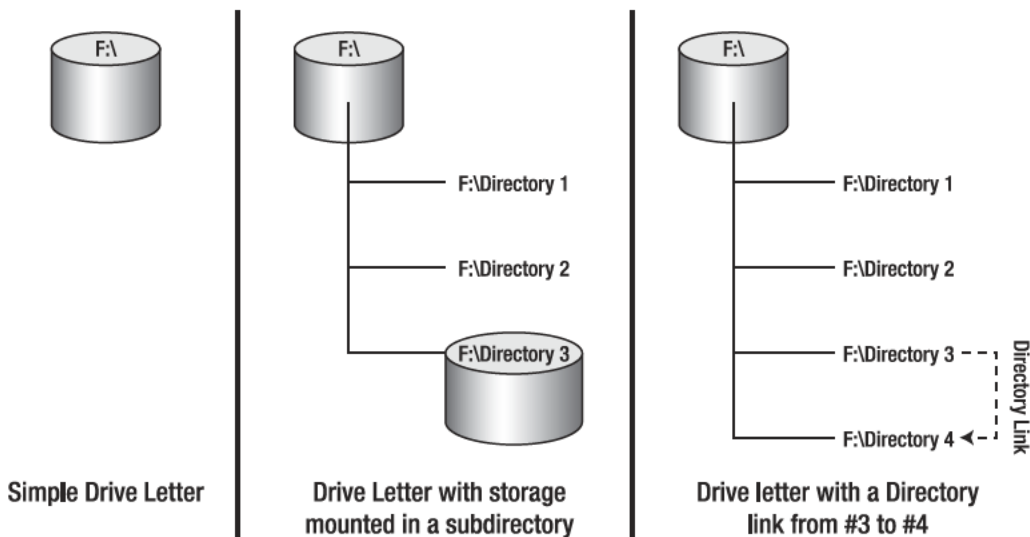 F:\
Simple Drive Letter
F:\
F:\Directory 1
F:\Directory 2
F:\Directory 3
Drive Letter with storage
mounted in a subdirectory
F:\
F:\Directory 1
F:\Directory 2
F:\Directory 3
F:\Directory 4
Directory Link
Drive letter with a Directory
link from #3 to #4